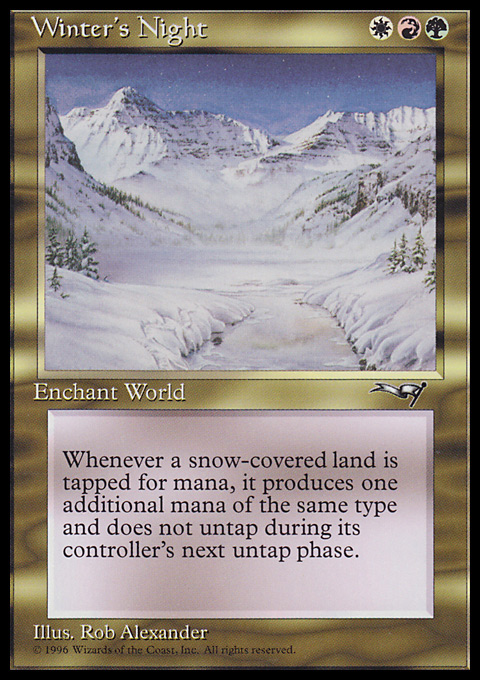 Winter's Night
Enchant World
Whenever a snow-covered land is
tapped for mana, it produces one
additional mana of the same type
and does not untap during its
controller's next untap phase.
Illus. Rob Alexander
© 1996 Wizards of the Coast, Inc. All rights reserved.